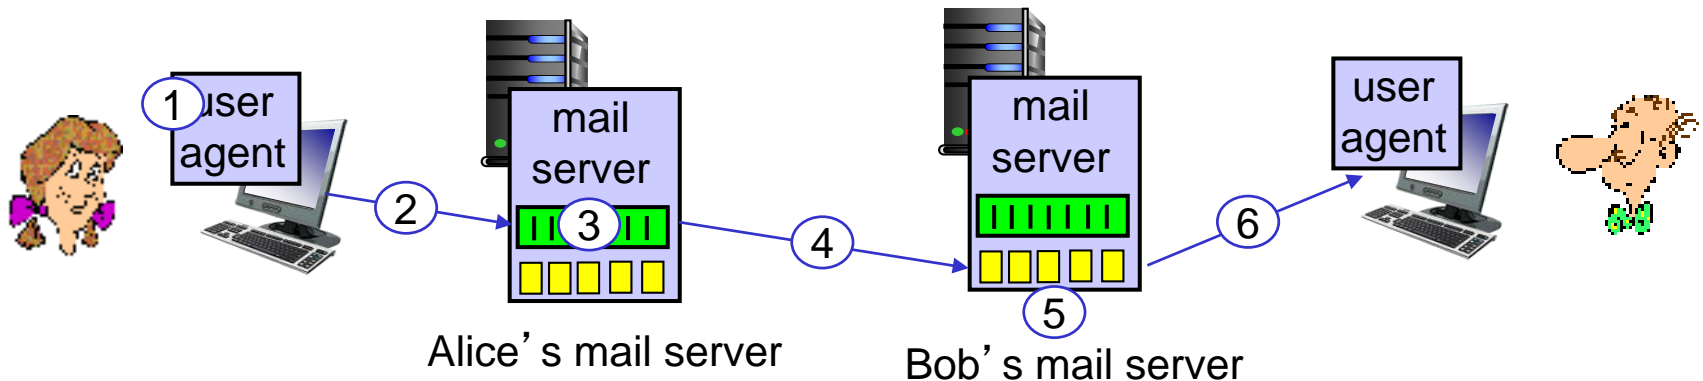 1
user
agent
2
mail
server
3
Alice’s mail server
4
mail
server
5
Bob’s mail server
6
user
agent